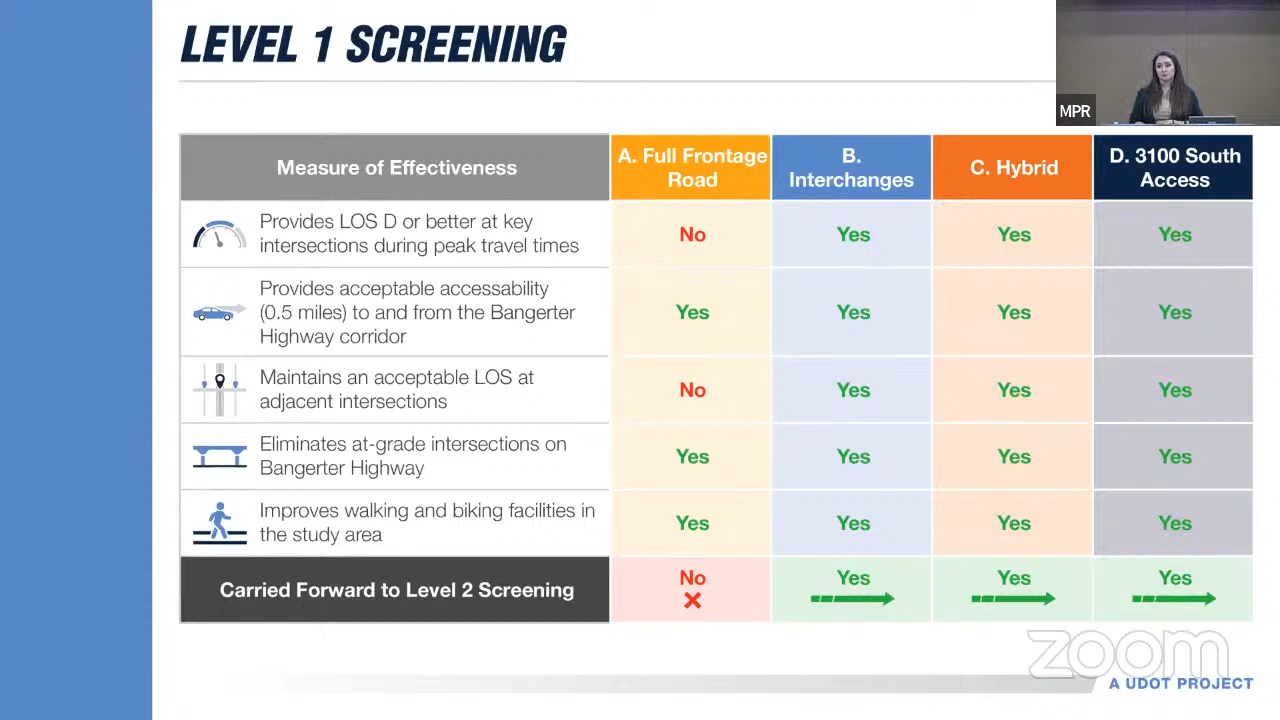 LEVEL 1 SCREENING
MPR
Measure of Effectiveness
A. Full Frontage
Road
B.
Interchanges
C. Hybrid
D. 3100 South
Access
Provides LOS D or better at key
intersections during peak travel times
No
Yes
Yes
Yes
Provides acceptable accessability
(0.5 miles) to and from the Bangerter
Highway corridor
Yes
Yes
Yes
Yes
Maintains an acceptable LOS at
adjacent intersections
No
Yes
Yes
Yes
Eliminates at-grade intersections on
Bangerter Highway
Yes
Yes
Yes
Yes
Improves walking and biking facilities in
the study area
Yes
Yes
Yes
Yes
Carried Forward to Level 2 Screening
No
Yes
Yes
Yes
zoom
A UDOT PROJECT